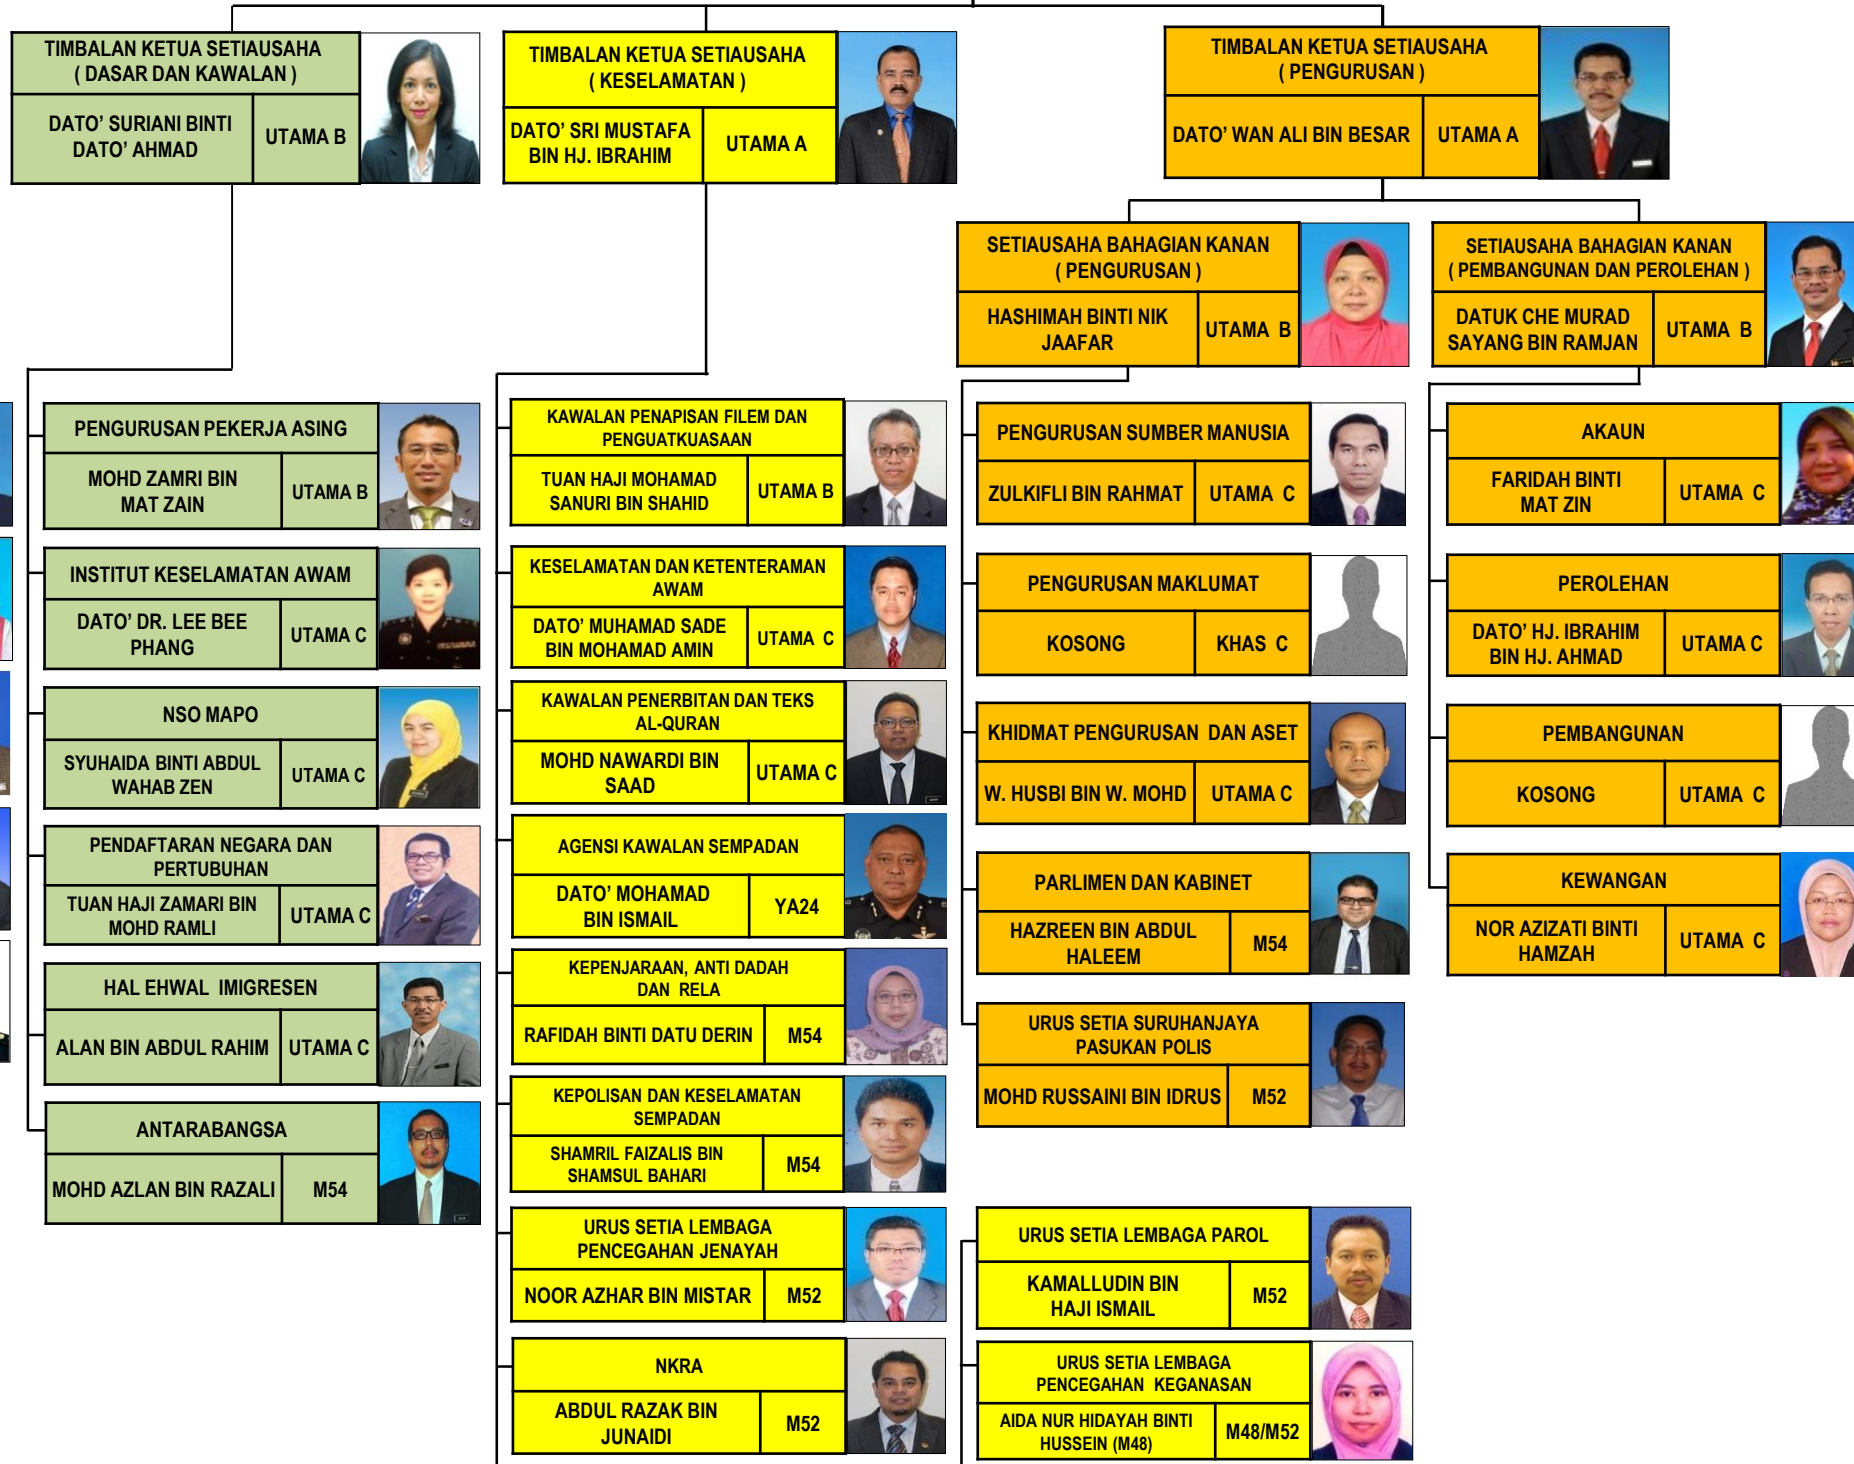 TIMBALAN KETUA SETIAUSAHA
( DASAR DAN KAWALAN )
DATO’ SURIANI BINTI
DATO’ AHMAD
UTAMA B
TIMBALAN KETUA SETIAUSAHA
( KESELAMATAN )
DATO’ SRI MUSTAFA
BIN HJ. IBRAHIM
UTAMA A
TIMBALAN KETUA SETIAUSAHA
( PENGURUSAN )
DATO’ WAN ALI BIN BESAR
UTAMA A
SETIAUSAHA BAHAGIAN KANAN
( PENGURUSAN )
HASHIMAH BINTI NIK
JAAFAR
UTAMA B
SETIAUSAHA BAHAGIAN KANAN
( PEMBANGUNAN DAN PEROLEHAN )
DATUK CHE MURAD
SAYANG BIN RAMJAN
UTAMA B
PENGURUSAN PEKERJA ASING
MOHD ZAMRI BIN
MAT ZAIN
UTAMA B
INSTITUT KESELAMATAN AWAM
DATO’ DR. LEE BEE
PHANG
UTAMA C
NSO MAPO
SYUHAIDA BINTI ABDUL
WAHAB ZEN
UTAMA C
PENDAFTARAN NEGARA DAN
PERTUBUHAN
TUAN HAJI ZAMARI BIN
MOHD RAMLI
UTAMA C
HAL EHWAL IMIGRESEN
ALAN BIN ABDUL RAHIM
UTAMA C
ANTARABANGSA
MOHD AZLAN BIN RAZALI
M54
KAWALAN PENAPISAN FILEM DAN
PENGUATKUASAAN
TUAN HAJI MOHAMAD
SANURI BIN SHAHID
UTAMA B
KESELAMATAN DAN KETENTERAMAN
AWAM
DATO’ MUHAMAD SADE
BIN MOHAMAD AMIN
UTAMA C
KAWALAN PENERBITAN DAN TEKS
AL-QURAN
MOHD NAWARDI BIN
SAAD
UTAMA C
AGENSI KAWALAN SEMPADAN
DATO’ MOHAMAD
BIN ISMAIL
YA24
KEPENJARAAN, ANTI DADAH
DAN RELA
RAFIDAH BINTI DATU DERIN
M54
KEPOLISAN DAN KESELAMATAN
SEMPADAN
SHAMRIL FAIZALIS BIN
SHAMSUL BAHARI
M54
URUS SETIA LEMBAGA
PENCEGAHAN JENAYAH
NOOR AZHAR BIN MISTAR
M52
NKRA
ABDUL RAZAK BIN
JUNAIDI
M52
PENGURUSAN SUMBER MANUSIA
ZULKIFLI BIN RAHMAT
UTAMA C
PENGURUSAN MAKLUMAT
KOSONG
KHAS C
KHIDMAT PENGURUSAN DAN ASET
W. HUSBI BIN W. MOHD
UTAMA C
PARLIMEN DAN KABINET
HAZREEN BIN ABDUL
HALEEM
M54
URUS SETIA SURUHANJAYA
PASUKAN POLIS
MOHD RUSSAINI BIN IDRUS
M52
URUS SETIA LEMBAGA PAROL
KAMALLUDIN BIN
HAJI ISMAIL
M52
URUS SETIA LEMBAGA
PENCEGAHAN KEGANASAN
AIDA NUR HIDAYAH BINTI
HUSSEIN (M48)
M48/M52
AKAUN
FARIDAH BINTI
MAT ZIN
UTAMA C
PEROLEHAN
DATO’ HJ. IBRAHIM
BIN HJ. AHMAD
UTAMA C
PEMBANGUNAN
KOSONG
UTAMA C
KEWANGAN
NOR AZIZATI BINTI
HAMZAH
UTAMA C